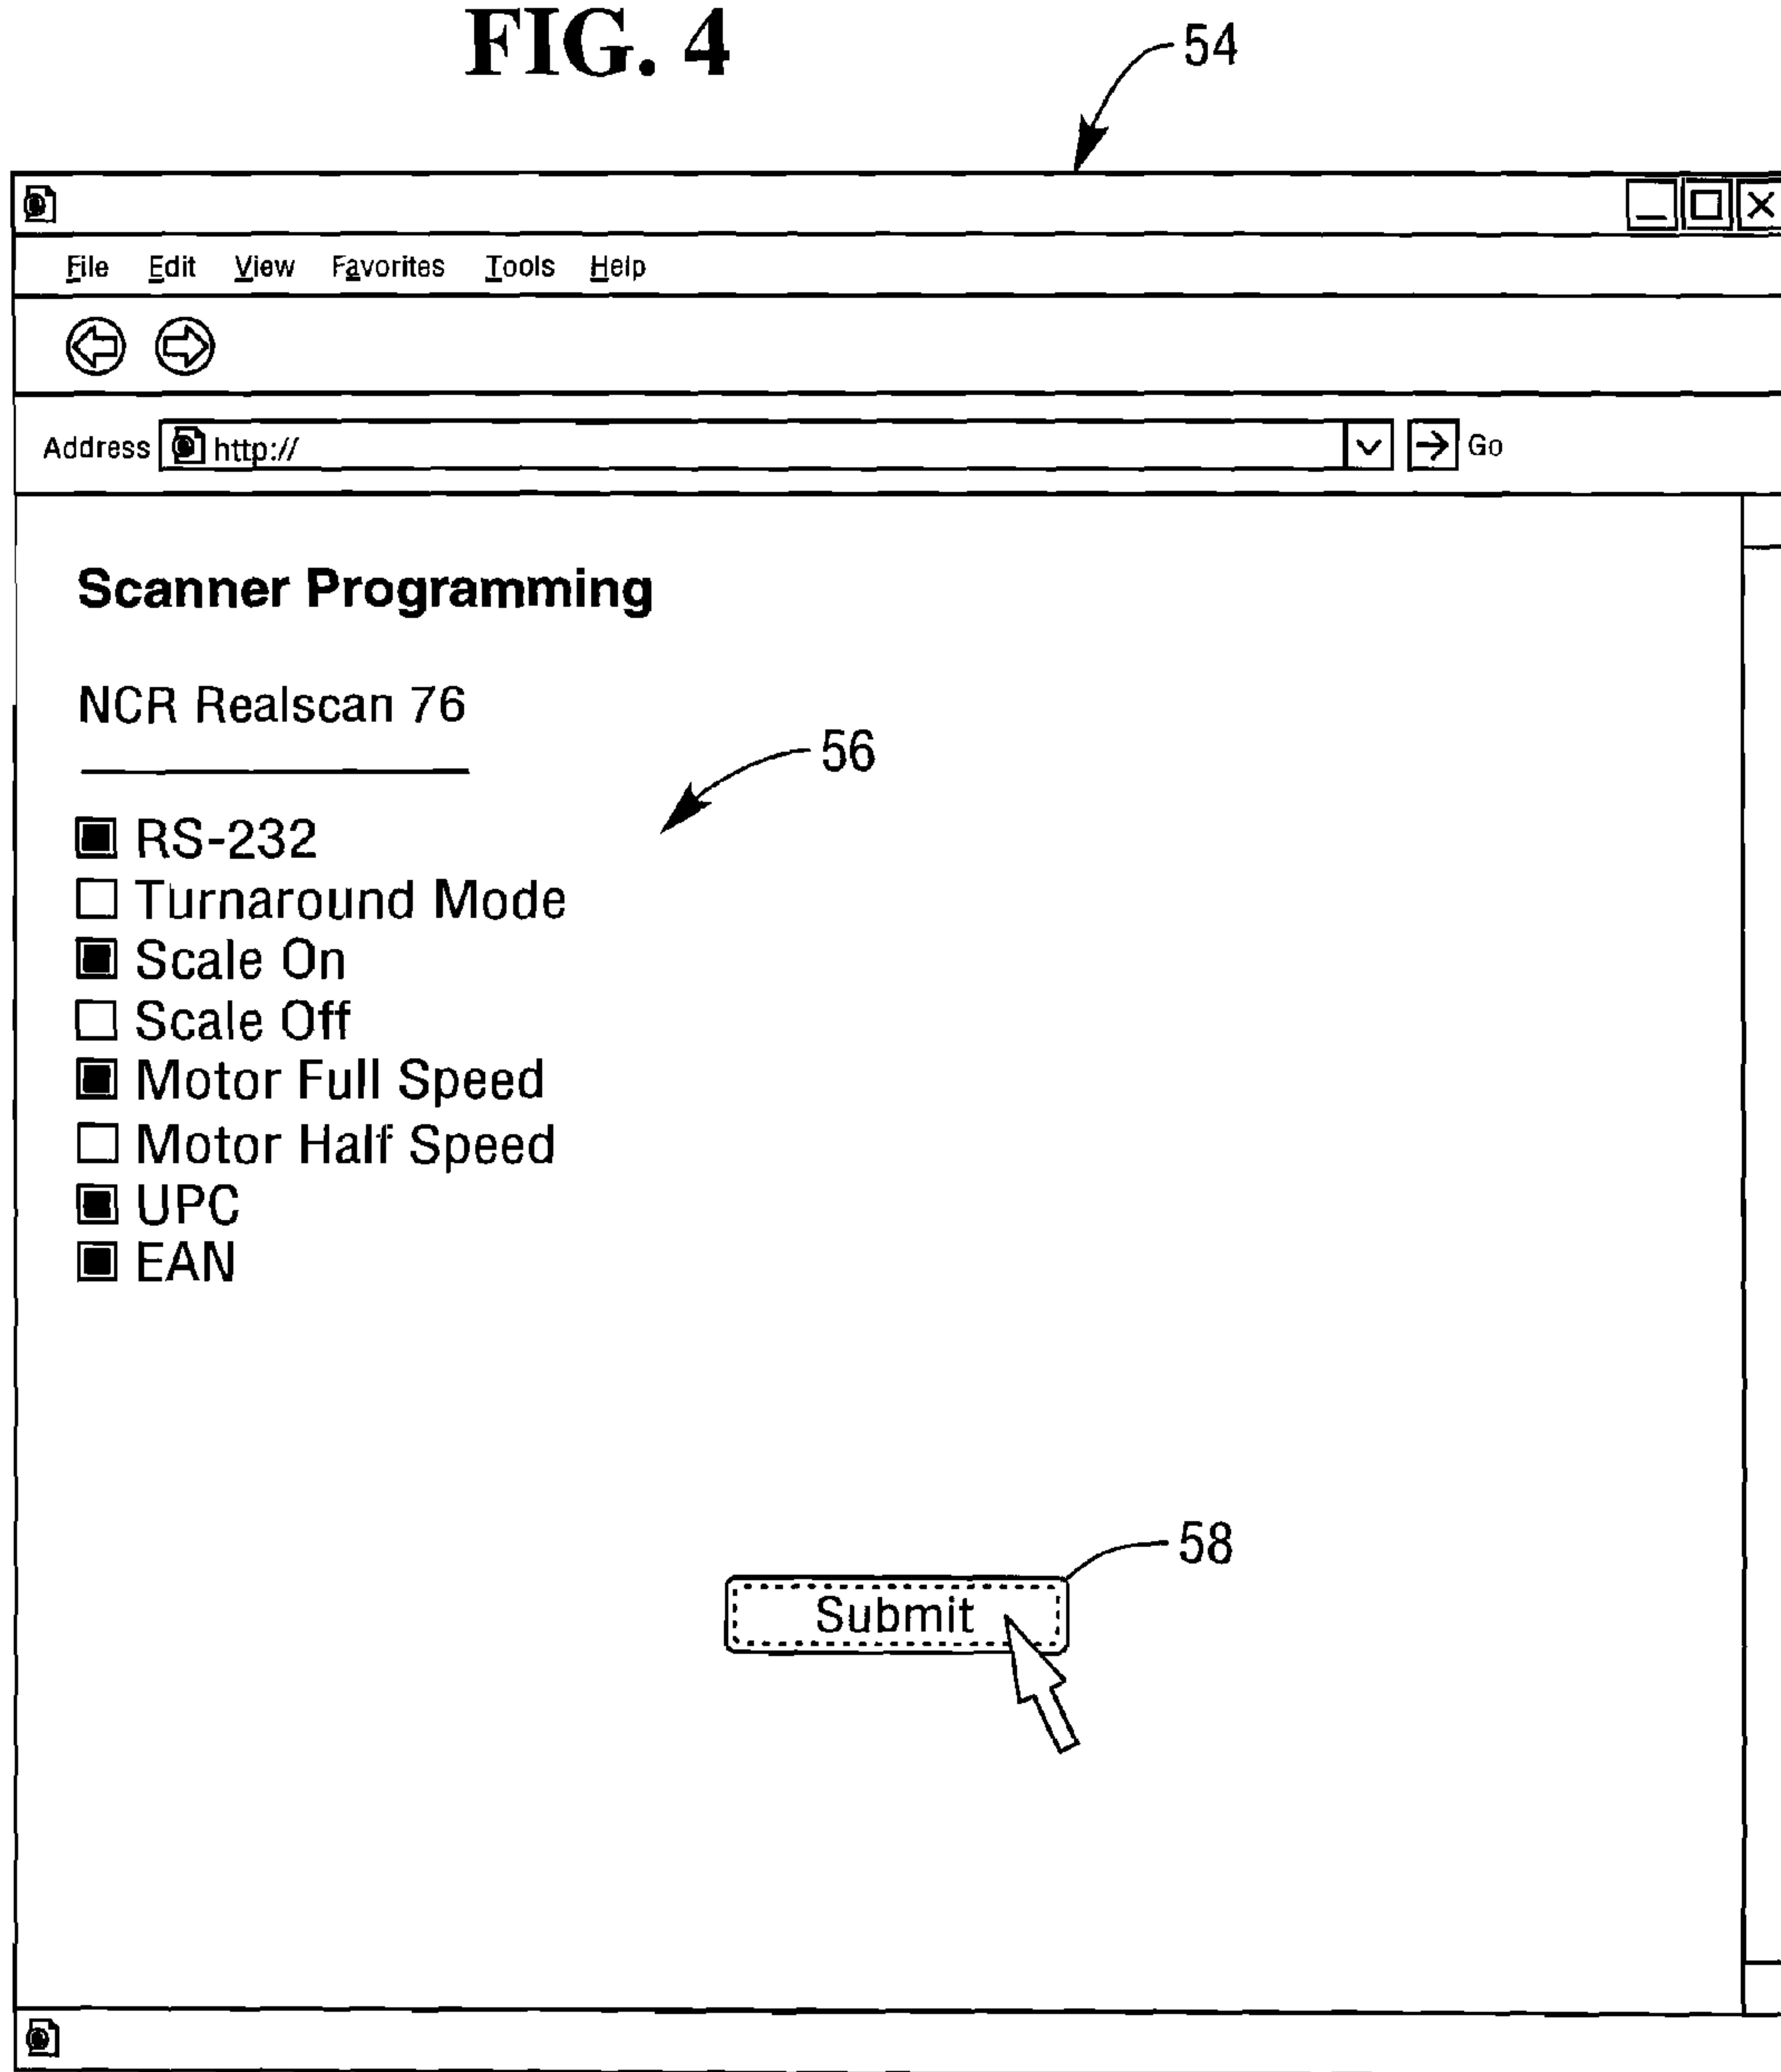 FIG. 4
54
File Edit View Favorites Tools Help
Address http:// Go
Scanner Programming
NCR Realscan 76
56
RS-232
Turnaround Mode
Scale On
Scale Off
Motor Full Speed
Motor Half Speed
UPC
EAN
58
Submit